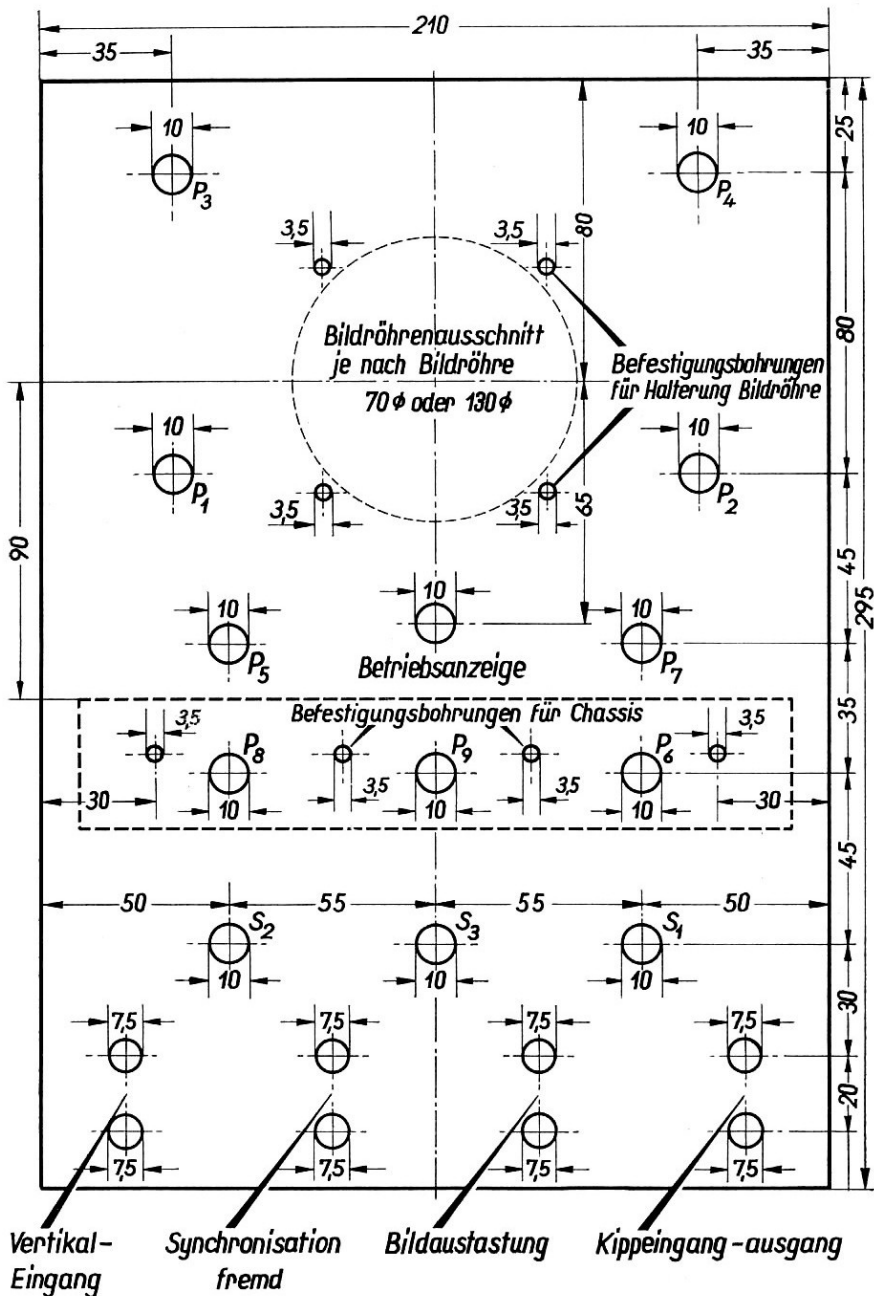 210
35
35
10
10
25
P3
P4
3,5
3,5
80
80
Bildröhrenausschnitt
je nach Bildröhre
70ϕ oder 130ϕ
Befestigungsbohrungen
für Halterung Bildröhre
10
10
P1
P2
3,5
3,5
65
90
45
295
10
10
10
P5
P7
Betriebsanzeige
35
Befestigungsbohrungen für Chassis
3,5
3,5
P8
P9
P6
30
10
3,5
10
3,5
10
30
45
50
55
55
50
S2
S3
S1
10
10
10
30
7,5
7,5
7,5
7,5
20
7,5
7,5
7,5
7,5
Vertikal-
Eingang
Synchronisation
fremd
Bildaustastung
Kippeingang-ausgang